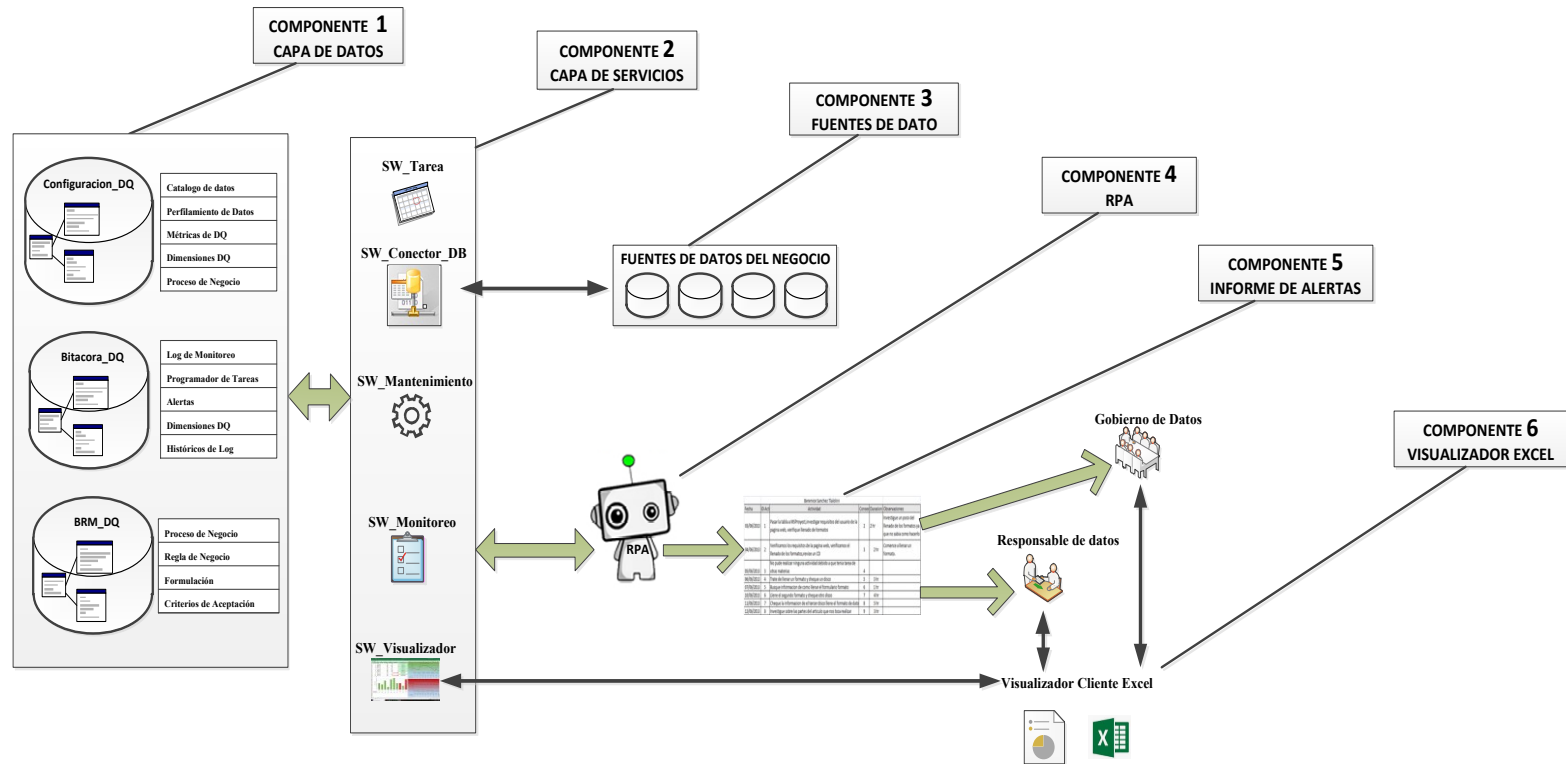 COMPONENTE 1
CAPA DE DATOS
COMPONENTE 2
CAPA DE SERVICIOS
COMPONENTE 3
FUENTES DE DATO
COMPONENTE 4
RPA
COMPONENTE 5
INFORME DE ALERTAS
COMPONENTE 6
VISUALIZADOR EXCEL
Configuracion_DQ
Catalogo de datos
Perfilamiento de Datos
Métricas de DQ
Dimensiones DQ
Proceso de Negocio
Bitacora_DQ
Log de Monitoreo
Programador de Tareas
Alertas
Dimensiones DQ
Históricos de Log
BRM_DQ
Proceso de Negocio
Regla de Negocio
Formulación
Criterios de Aceptación
SW_Tarea
SW_Conector_DB
SW_Mantenimiento
SW_Monitoreo
SW_Visualizador
FUENTES DE DATOS DEL NEGOCIO
RPA
Gobierno de Datos
Responsable de datos
Visualizador Cliente Excel